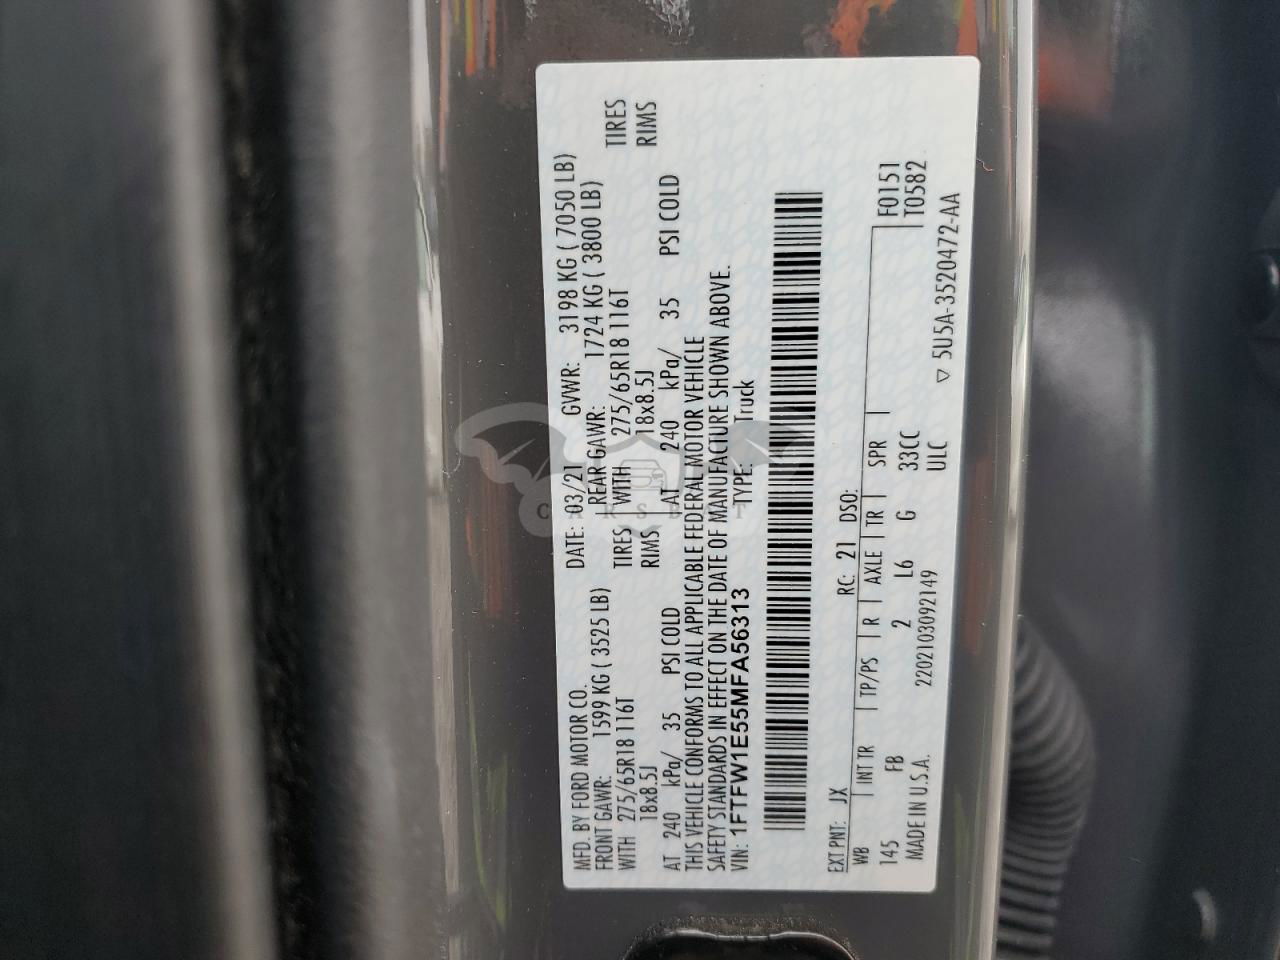 MFD. BY FORD MOTOR CO.
DATE: 03/21 GVWR: 3198 KG ( 7050 LB)
FRONT GAWR: 1599 KG ( 3525 LB)
REAR GAWR: 1724 KG ( 3800 LB)
WITH 275/65R18 116T TIRES
WITH 275/65R18 116T TIRES
18x8.5J RIMS
18x8.5J RIMS
AT 240 kPa/ 35 PSI COLD
AT 240 kPa/ 35 PSI COLD
THIS VEHICLE CONFORMS TO ALL APPLICABLE FEDERAL MOTOR VEHICLE
SAFETY STANDARDS IN EFFECT ON THE DATE OF MANUFACTURE SHOWN ABOVE.
VIN: 1FTFW1E55MFA56313 TYPE: Truck
EXT PNT: JX RC: 21 DSO:
WB INT TR TP/PS R AXLE TR SPR F0151
145 FB 2 L6 G 33CC T0582
ULC
MADE IN U.S.A. 2202103092149 ▽ 5U5A-3520472-AA